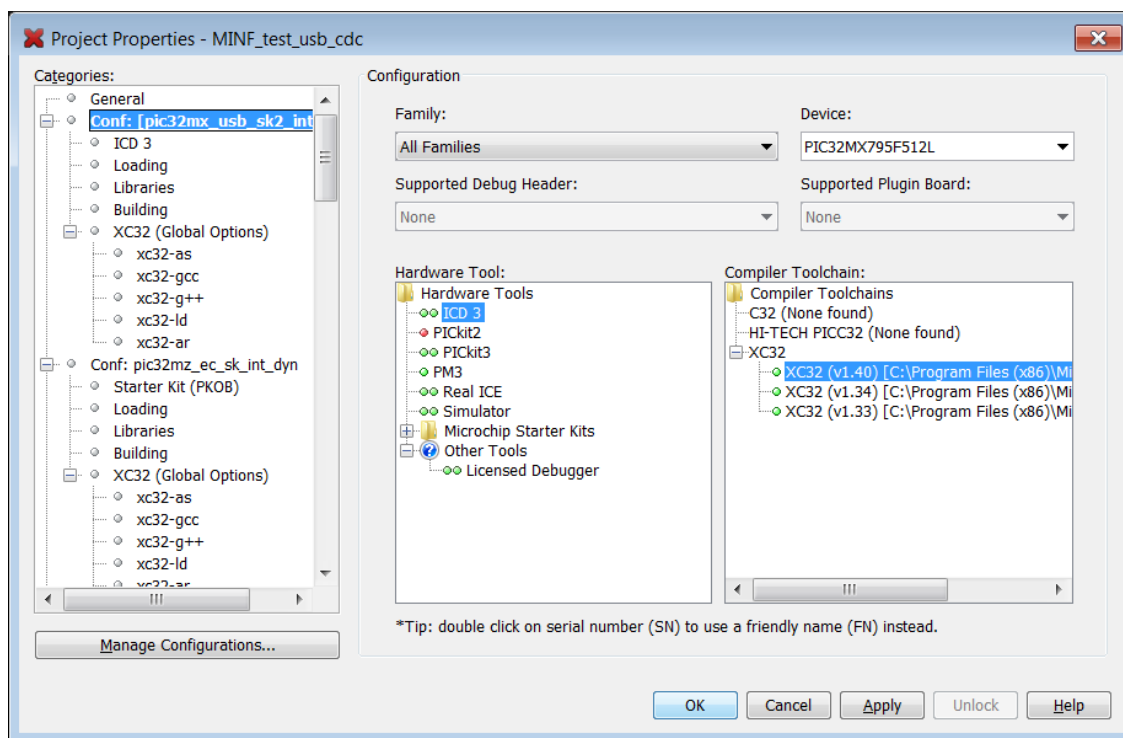 Project Properties - MINF_test_usb_cdc
Categories:
General
Conf: [pic32mx_usb_sk2_int
ICD 3
Loading
Libraries
Building
XC32 (Global Options)
xc32-as
xc32-gcc
xc32-g++
xc32-ld
xc32-ar
Conf: pic32mz_ec_sk_int_dyn
Starter Kit (PKOB)
Loading
Libraries
Building
XC32 (Global Options)
xc32-as
xc32-gcc
xc32-g++
xc32-ld
xc32-ar
Manage Configurations...
Configuration
Family:
All Families
Device:
PIC32MX795F512L
Supported Debug Header:
None
Supported Plugin Board:
None
Hardware Tool:
Hardware Tools
ICD 3
PICkit2
PICkit3
PM3
Real ICE
Simulator
Microchip Starter Kits
Other Tools
Licensed Debugger
Compiler Toolchain:
Compiler Toolchains
C32 (None found)
HI-TECH PICC32 (None found)
XC32
XC32 (v1.40) [C:\Program Files (x86)\Mi
XC32 (v1.34) [C:\Program Files (x86)\Mi
XC32 (v1.33) [C:\Program Files (x86)\Mi
*Tip: double click on serial number (SN) to use a friendly name (FN) instead.
OK
Cancel
Apply
Unlock
Help